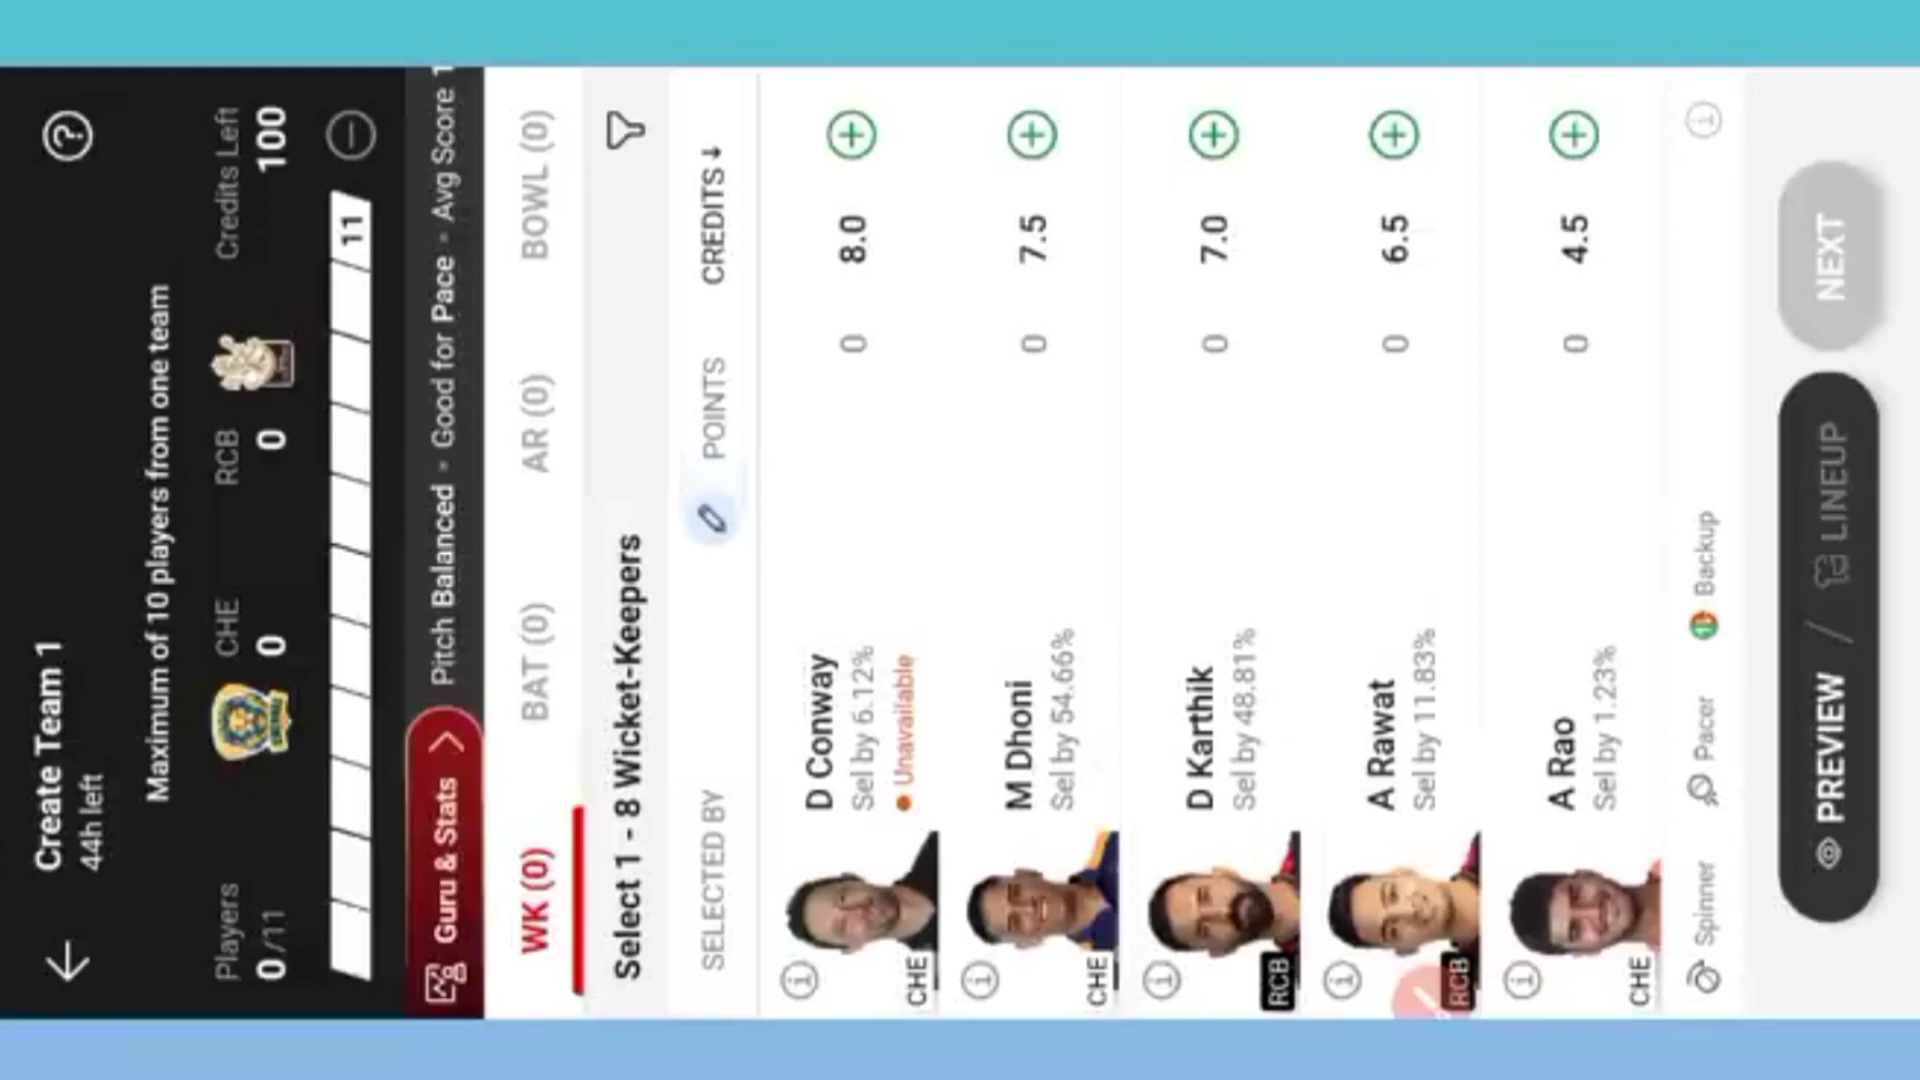 Create Team 1
44h left
Maximum of 10 players from one team
Players
CHE
RCB
Credits Left
0/11
0
0
100
11
Guru & Stats
Pitch Balanced • Good for Pace • Avg Score 1
WK (0)
BAT (0)
AR (0)
BOWL (0)
Select 1 - 8 Wicket-Keepers
SELECTED BY
POINTS
CREDITS ↓
D Conway
Sel by 6.12%
Unavailable
CHE
0
8.0
M Dhoni
Sel by 54.66%
CHE
0
7.5
D Karthik
Sel by 48.81%
RCB
0
7.0
A Rawat
Sel by 11.83%
RCB
0
6.5
A Rao
Sel by 1.23%
CHE
0
4.5
Spinner
Pacer
Backup
PREVIEW / LINEUP
NEXT